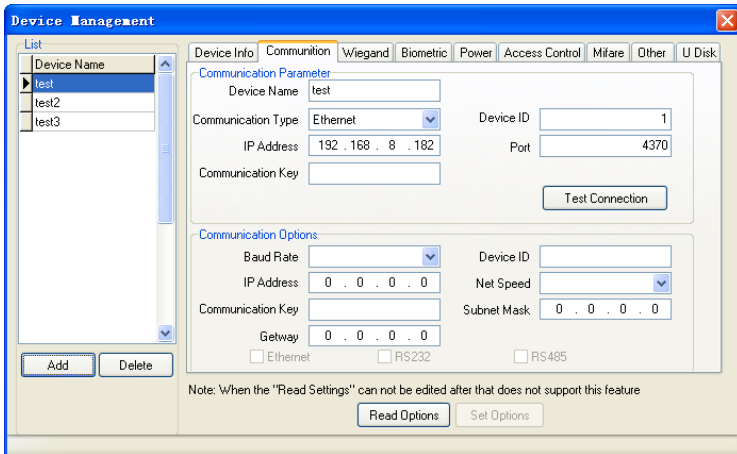 Device Management
List
Device Name
test
test2
test3
Add Delete
Device Info Communition Wiegand Biometric Power Access Control Mifare Other U Disk
Communication Parameter
Device Name test
Communication Type Ethernet Device ID 1
IP Address 192 . 168 . 8 . 182 Port 4370
Communication Key
Test Connection
Communication Options
Baud Rate Device ID
IP Address 0 . 0 . 0 . 0 Net Speed
Communication Key Subnet Mask 0 . 0 . 0 . 0
Getway 0 . 0 . 0 . 0
Ethernet RS232 RS485
Note: When the "Read Settings" can not be edited after that does not support this feature
Read Options Set Options